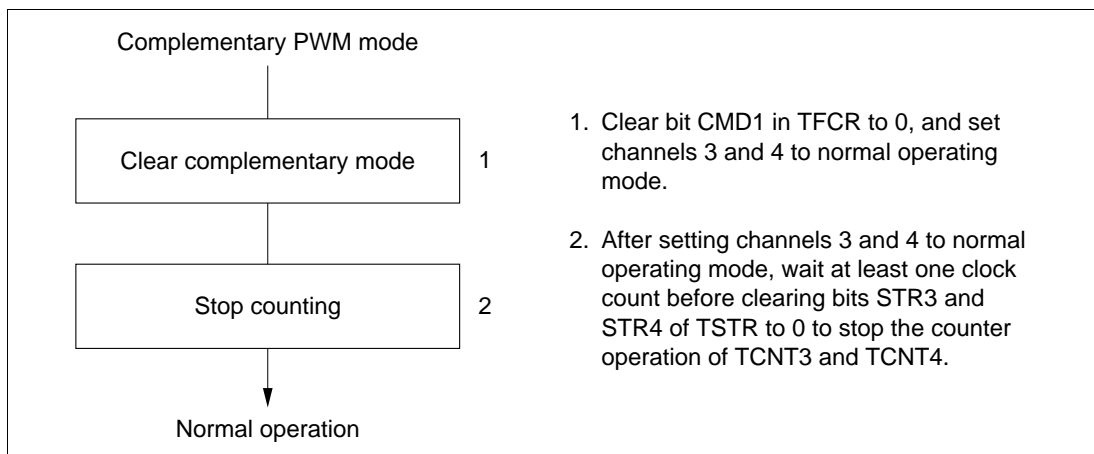 Complementary PWM mode
Clear complementary mode
1
Stop counting
2
Normal operation
1. Clear bit CMD1 in TFCR to 0, and set
channels 3 and 4 to normal operating
mode.
2. After setting channels 3 and 4 to normal
operating mode, wait at least one clock
count before clearing bits STR3 and
STR4 of TSTR to 0 to stop the counter
operation of TCNT3 and TCNT4.